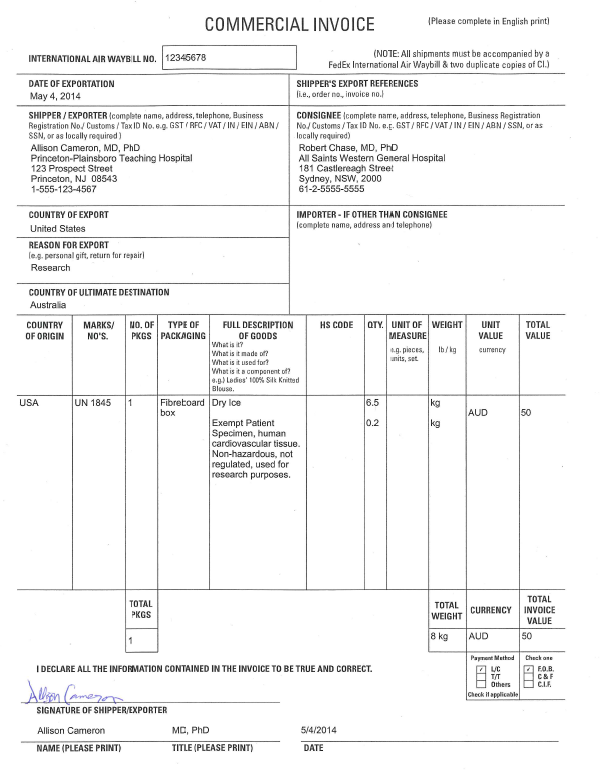 COMMERCIAL INVOICE
(Please complete in English print)
INTERNATIONAL AIR WAYBILL NO.
12345678
(NOTE: All shipments must be accompanied by a
FedEx International Air Waybill & two duplicate copies of CI.)
DATE OF EXPORTATION
May 4, 2014
SHIPPER'S EXPORT REFERENCES
(i.e., order no., invoice no.)
SHIPPER / EXPORTER (complete name, address, telephone, Business
Registration No./ Customs / Tax ID No. e.g. GST / RFC / VAT / IN / EIN / ABN /
SSN, or as locally required )
Allison Cameron, MD, PhD
Princeton-Plainsboro Teaching Hospital
123 Prospect Street
Princeton, NJ 08543
1-555-123-4567
CONSIGNEE (complete name, address, telephone, Business Registration
No./ Customs / Tax ID No. e.g. GST / RFC / VAT / IN / EIN / ABN / SSN, or as
locally required)
Robert Chase, MD, PhD
All Saints Western General Hospital
181 Castlereagh Street
Sydney, NSW, 2000
61-2-5555-5555
COUNTRY OF EXPORT
United States
IMPORTER - IF OTHER THAN CONSIGNEE
(complete name, address and telephone)
REASON FOR EXPORT
(e.g. personal gift, return for repair)
Research
COUNTRY OF ULTIMATE DESTINATION
Australia
COUNTRY
OF ORIGIN
MARKS/
NO'S.
NO. OF
PKGS
TYPE OF
PACKAGING
FULL DESCRIPTION
OF GOODS
What is it?
What is it made of?
What is it used for?
What is it a component of?
e.g.) Ladies' 100% Silk Knitted
Blouse.
HS CODE
QTY.
UNIT OF
MEASURE
e.g. pieces,
units, set.
WEIGHT
lb / kg
UNIT
VALUE
currency
TOTAL
VALUE
USA
UN 1845
1
Fibreboard
box
Dry Ice
6.5
kg
AUD
50
Exempt Patient
Specimen, human
cardiovascular tissue.
Non-hazardous, not
regulated, used for
research purposes.
0.2
kg
TOTAL
PKGS
1
TOTAL
WEIGHT
8 kg
CURRENCY
AUD
TOTAL
INVOICE
VALUE
50
I DECLARE ALL THE INFORMATION CONTAINED IN THE INVOICE TO BE TRUE AND CORRECT.
Payment Method
✓ L/C
T/T
Others
Check if applicable
Check one
✓ F.O.B.
C & F
C.I.F.
Allison Cameron
SIGNATURE OF SHIPPER/EXPORTER
Allison Cameron
MD, PhD
5/4/2014
NAME (PLEASE PRINT)
TITLE (PLEASE PRINT)
DATE